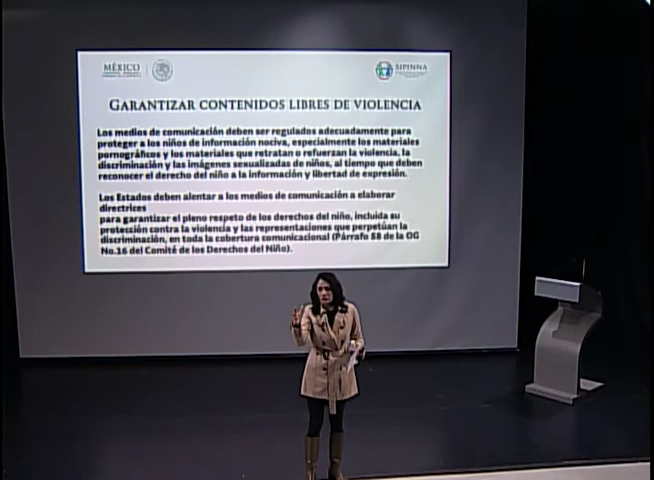 MÉXICO
SIPINNA
GARANTIZAR CONTENIDOS LIBRES DE VIOLENCIA
Los medios de comunicación deben ser regulados adecuadamente para
proteger a los niños de información nociva, especialmente los materiales
pornográficos y los materiales que retratan o refuerzan la violencia, la
discriminación y las imágenes sexualizadas de niños, al tiempo que deben
reconocer el derecho del niño a la información y libertad de expresión.
Los Estados deben alentar a los medios de comunicación a elaborar
directrices
para garantizar el pleno respeto de los derechos del niño, incluida su
protección contra la violencia y las representaciones que perpetúan la
discriminación, en toda la cobertura comunicacional (Párrafo 58 de la OG
No.16 del Comité de los Derechos del Niño).